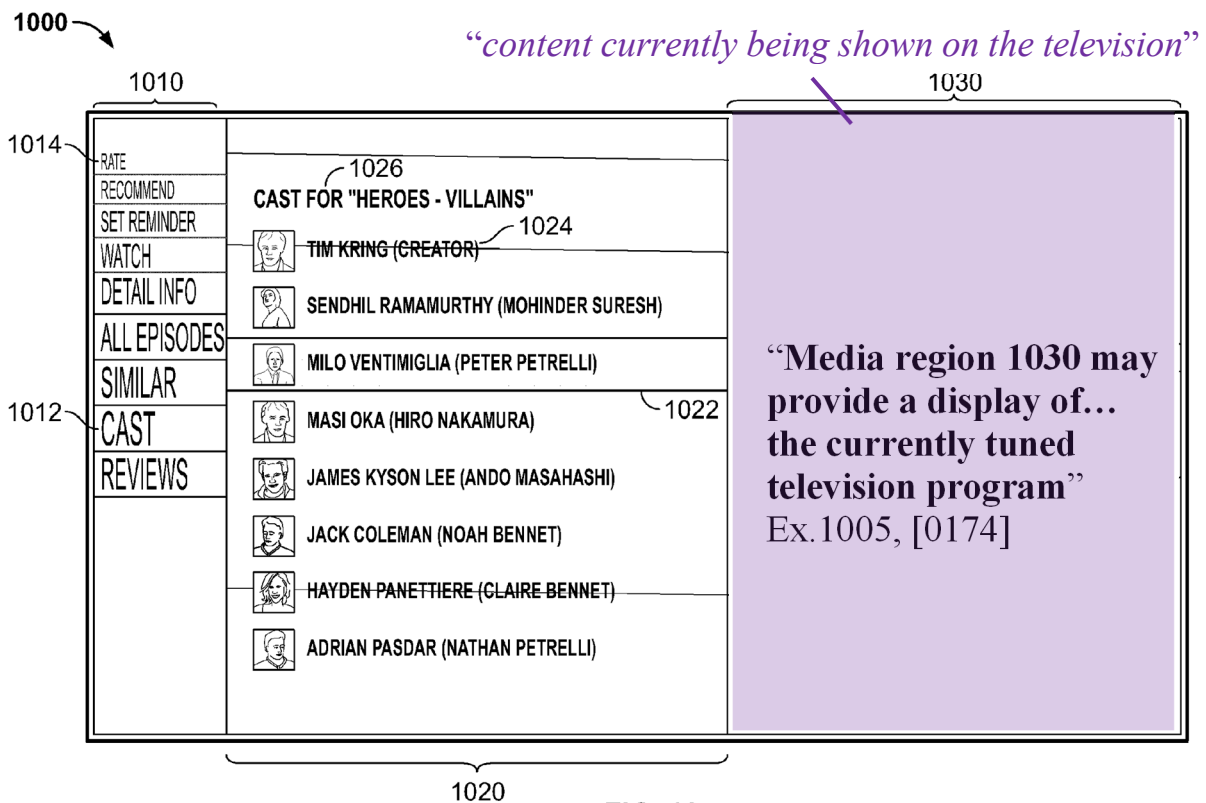 1000
“content currently being shown on the television”
1010
1030
1014
RATE
RECOMMEND
SET REMINDER
WATCH
DETAIL INFO
ALL EPISODES
SIMILAR
1012
CAST
REVIEWS
1026
CAST FOR "HEROES - VILLAINS"
1024
TIM KRING (CREATOR)
SENDHIL RAMAMURTHY (MOHINDER SURESH)
MILO VENTIMIGLIA (PETER PETRELLI)
1022
MASI OKA (HIRO NAKAMURA)
JAMES KYSON LEE (ANDO MASAHASHI)
JACK COLEMAN (NOAH BENNET)
HAYDEN PANETTIERE (CLAIRE BENNET)
ADRIAN PASDAR (NATHAN PETRELLI)
“Media region 1030 may
provide a display of…
the currently tuned
television program”
Ex.1005, [0174]
1020